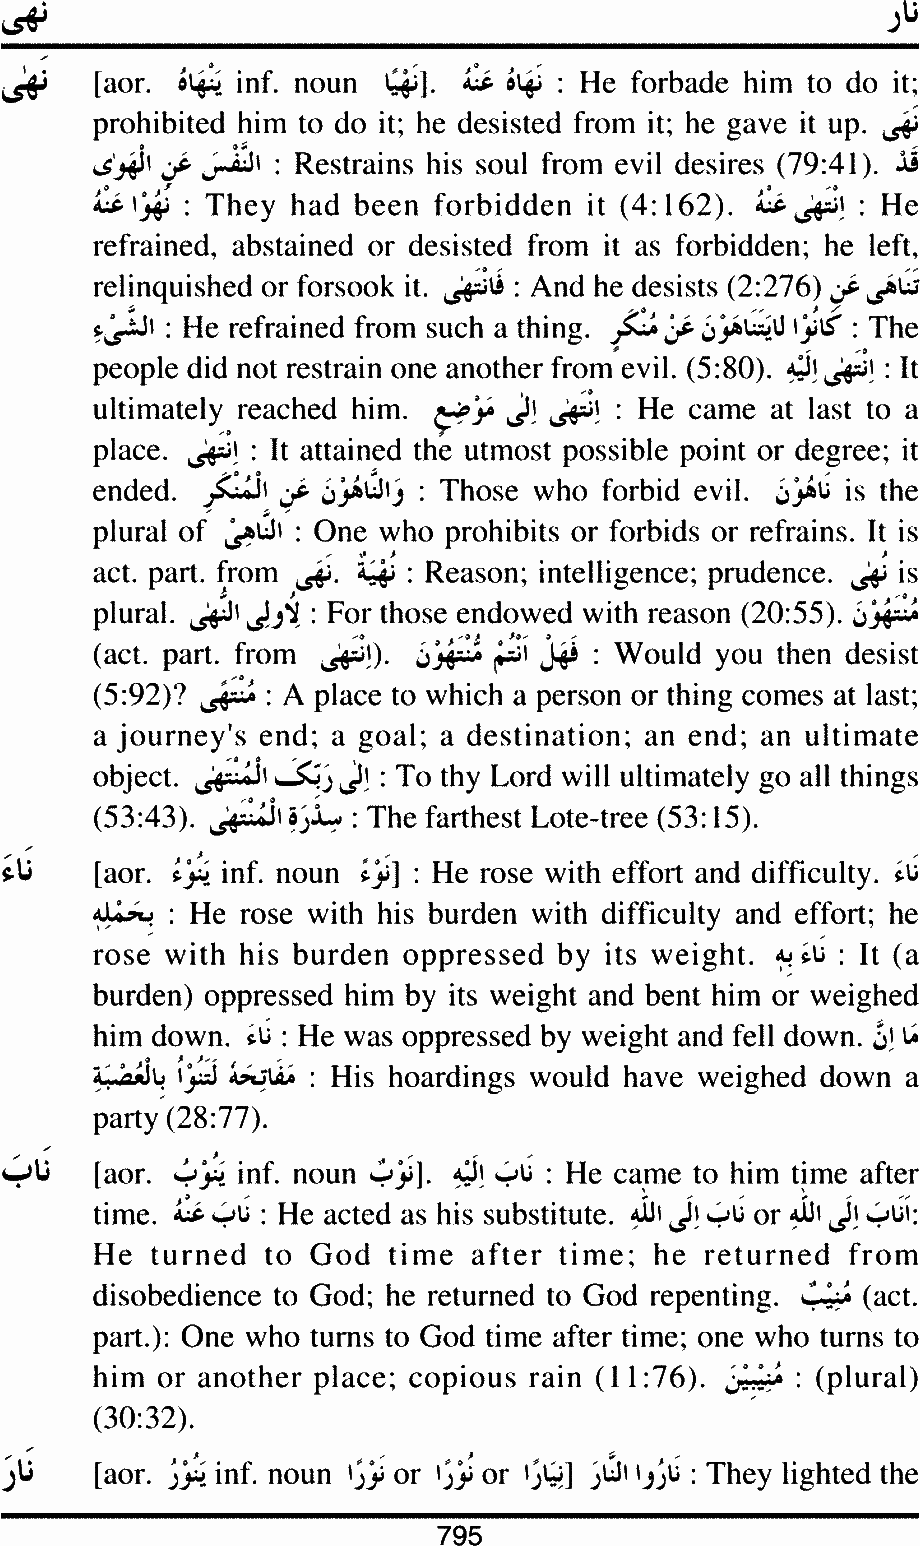 نهى نار
نَهٰى [aor. يَنْهَاهُ inf. noun نَهْيًا]. نَهَاهُ عَنْهُ : He forbade him to do it;
prohibited him to do it; he desisted from it; he gave it up. نَهَى
النَّفْسَ عَنِ الْهَوٰى : Restrains his soul from evil desires (79:41). قَدْ
نُهُوْا عَنْهُ : They had been forbidden it (4:162). اِنْتَهٰى عَنْهُ : He
refrained, abstained or desisted from it as forbidden; he left,
relinquished or forsook it. فَانْتَهٰى : And he desists (2:276) تَنَاهٰى عَنِ
الشَّيْءِ : He refrained from such a thing. كَانُوْا لَايَتَنَاهَوْنَ عَنْ مُنْكَرٍ : The
people did not restrain one another from evil. (5:80). اِنْتَهٰى اِلَيْهِ : It
ultimately reached him. اِنْتَهَى اِلٰى مَوْضِعٍ : He came at last to a
place. اِنْتَهٰى : It attained the utmost possible point or degree; it
ended. وَالنَّاهُوْنَ عَنِ الْمُنْكَرِ : Those who forbid evil. نَاهُوْنَ is the
plural of اَلنَّاهِىْ : One who prohibits or forbids or refrains. It is
act. part. from نَهَى. نُهْيَةٌ : Reason; intelligence; prudence. نُهًى is
plural. لِاُولِى النُّهٰى : For those endowed with reason (20:55). مُنْتَهُوْنَ
(act. part. from اِنْتَهٰى). فَهَلْ اَنْتُمْ مُنْتَهُوْنَ : Would you then desist
(5:92)? مُنْتَهًى : A place to which a person or thing comes at last;
a journey's end; a goal; a destination; an end; an ultimate
object. اِلٰى رَبِّكَ الْمُنْتَهٰى : To thy Lord will ultimately go all things
(53:43). سِدْرَةِ الْمُنْتَهٰى : The farthest Lote-tree (53:15).
نَاءَ [aor. يَنُوْءُ inf. noun نَوْءٌ] : He rose with effort and difficulty. نَاءَ
بِحَمْلِهِ : He rose with his burden with difficulty and effort; he
rose with his burden oppressed by its weight. نَاءَ بِهِ : It (a
burden) oppressed him by its weight and bent him or weighed
him down. نَاءَ : He was oppressed by weight and fell down. مَا اِنَّ
مَفَاتِحَهُ لَتَنُوْاُ بِالْعُصْبَةِ : His hoardings would have weighed down a
party (28:77).
نَابَ [aor. يَنُوْبُ inf. noun نَوْبٌ]. نَابَ اِلَيْهِ : He came to him time after
time. نَابَ عَنْهُ : He acted as his substitute. نَابَ اِلَى اللّٰهِ or اَنَابَ اِلَى اللّٰهِ:
He turned to God time after time; he returned from
disobedience to God; he returned to God repenting. مُنِيْبٌ (act.
part.): One who turns to God time after time; one who turns to
him or another place; copious rain (11:76). مُنِيْبِيْنَ : (plural)
(30:32).
نَارَ [aor. يَنُوْرُ inf. noun نَوْرًا or نَوْرًا or نِيَارًا] نَارُوا النَّارَ : They lighted the
795